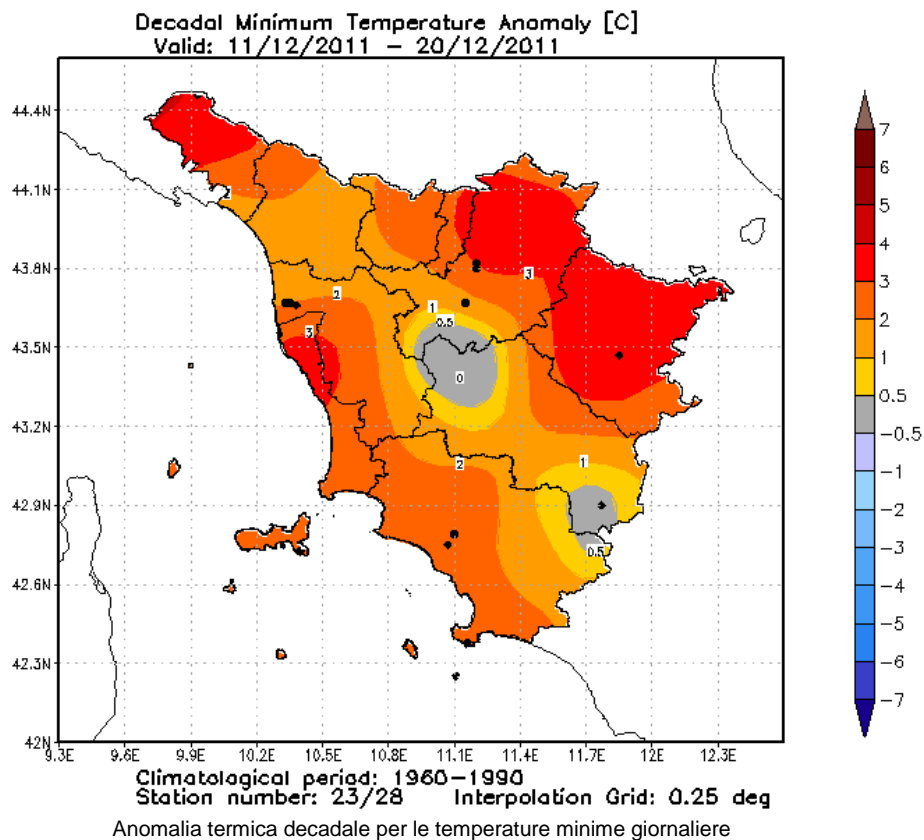 Decadal Minimum Temperature Anomaly [C]
Valid: 11/12/2011 – 20/12/2011
44.4N
44.1N
43.8N
43.5N
43.2N
42.9N
42.6N
42.3N
42N
9.3E 9.6E 9.9E 10.2E 10.5E 10.8E 11.1E 11.4E 11.7E 12E 12.3E
2
3
2
1
0.5
3
0
2
1
0.5
7
6
5
4
3
2
1
0.5
−0.5
−1
−2
−3
−4
−5
−6
−7
Climatological period: 1960−1990
Station number: 23/28 Interpolation Grid: 0.25 deg
Anomalia termica decadale per le temperature minime giornaliere